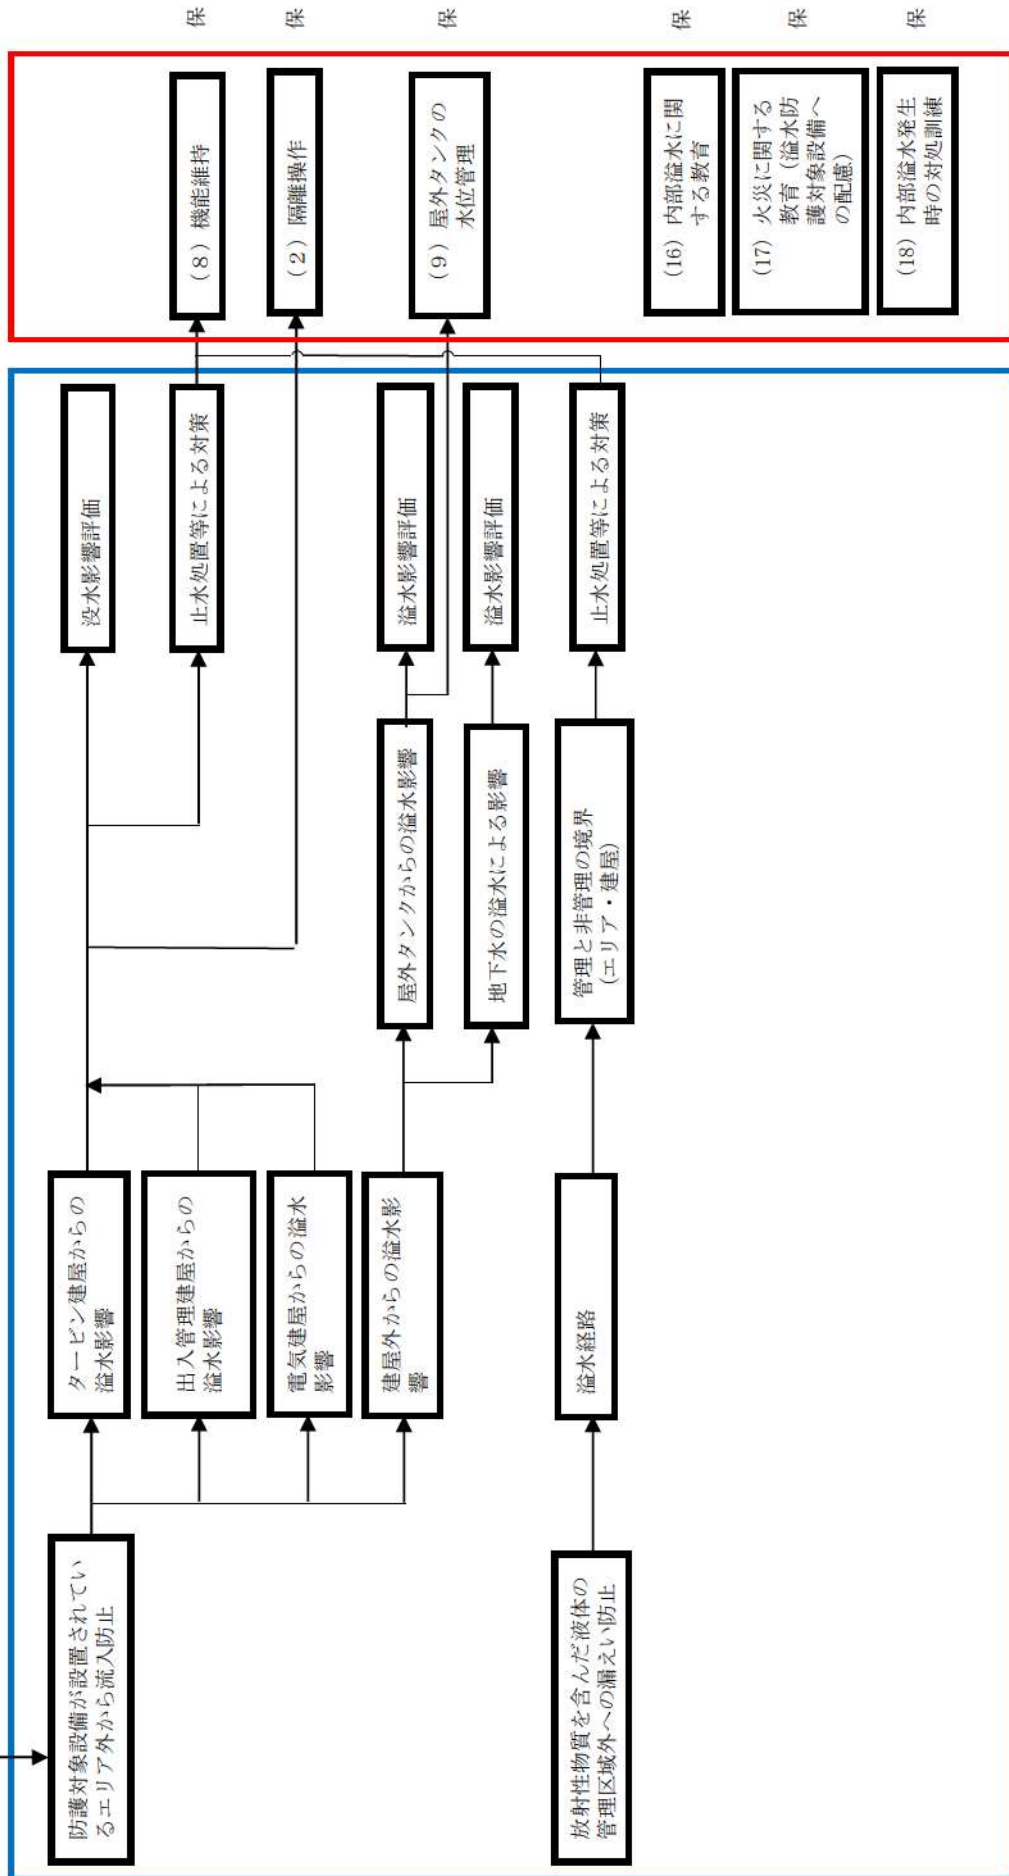 防護対象設備が設置されてい
るエリア外から流入防止
タービン建屋からの
溢水影響
出入管理建屋からの
溢水影響
電気建屋からの溢水
影響
建屋外からの溢水影
響
屋外タンクからの溢水影響
地下水の溢水による影響
没水影響評価
止水処置等による対策
溢水影響評価
溢水影響評価
放射性物質を含んだ液体の
管理区域外への漏えい防止
溢水経路
管理と非管理の境界
(エリア・建屋)
止水処置等による対策
(8) 機能維持
(2) 隔離操作
(9) 屋外タンクの
水位管理
(16) 内部溢水に関
する教育
(17) 火災に関する
教育（溢水防
護対象設備へ
の配慮）
(18) 内部溢水発生
時の対処訓練
保
保
保
保
保
保